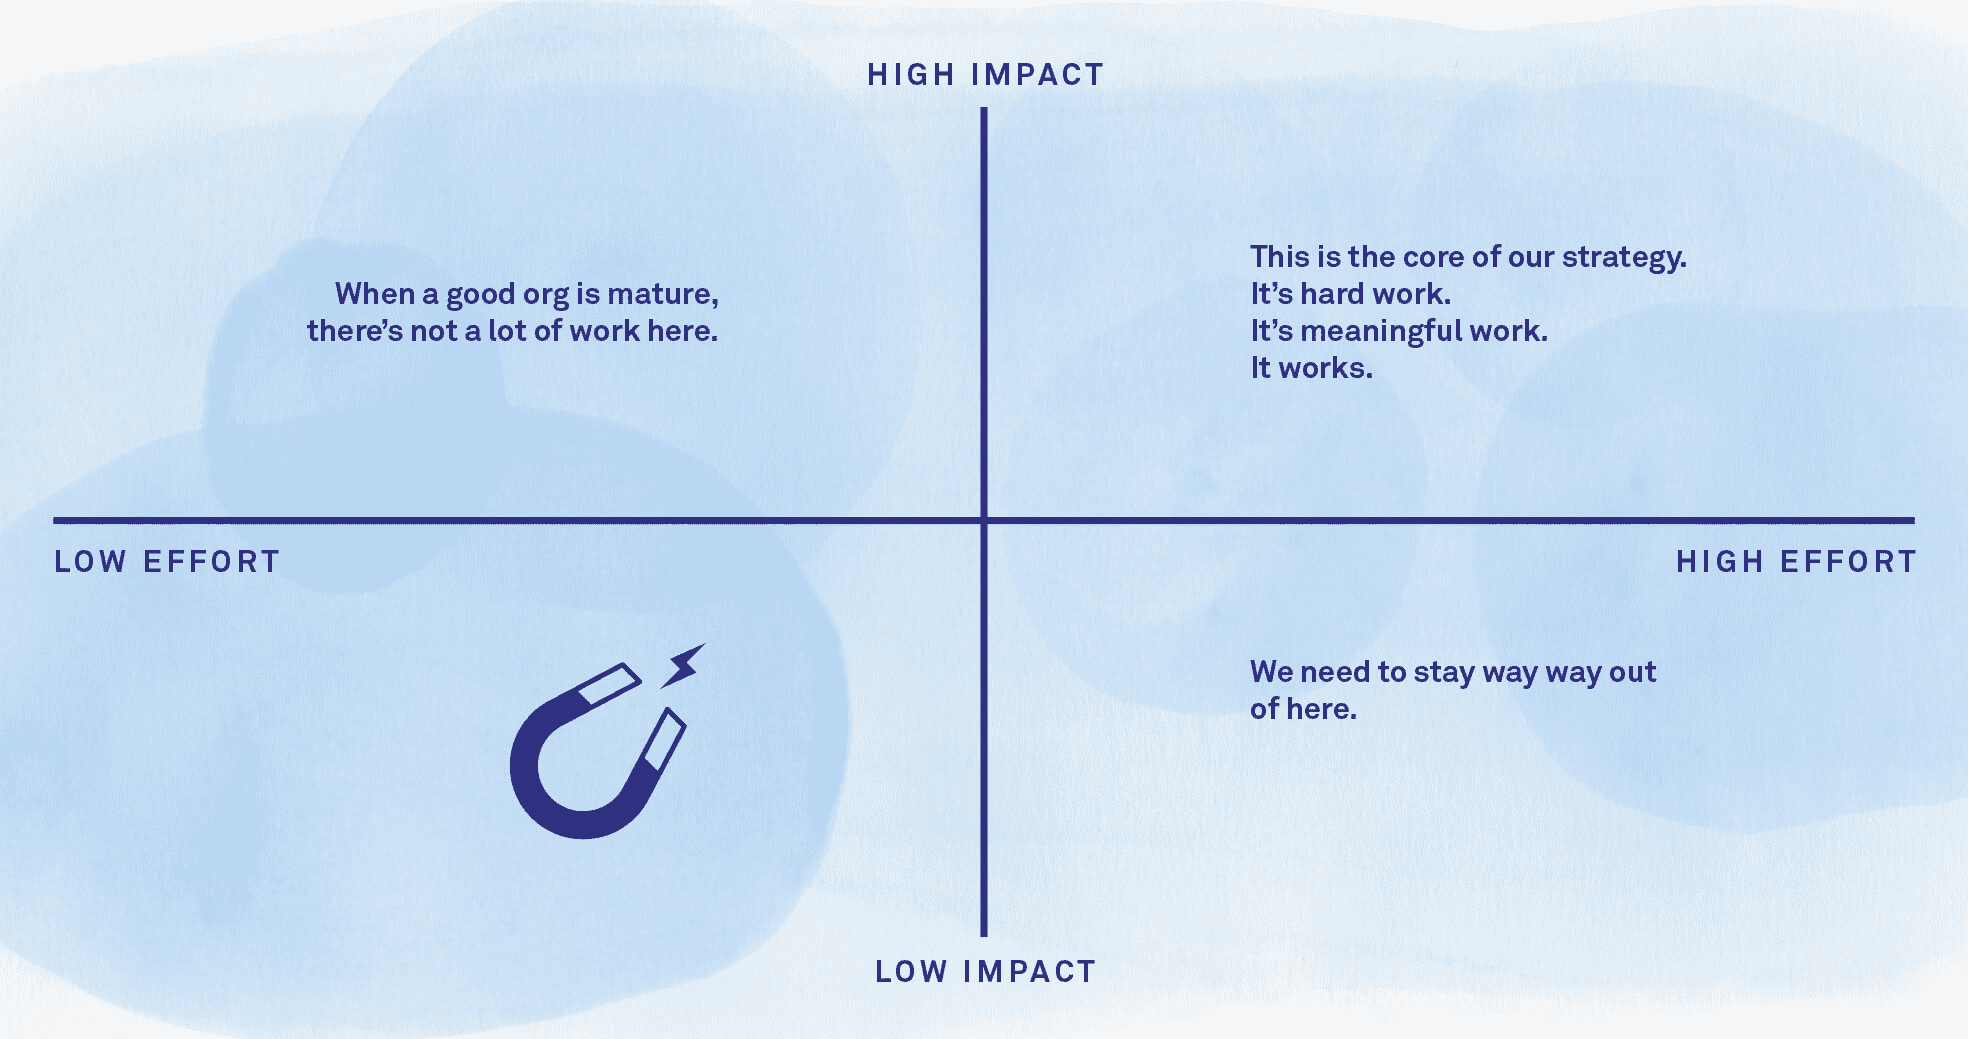 HIGH IMPACT
When a good org is mature,
there's not a lot of work here.
This is the core of our strategy.
It's hard work.
It's meaningful work.
It works.
LOW EFFORT
HIGH EFFORT
We need to stay way way out
of here.
LOW IMPACT